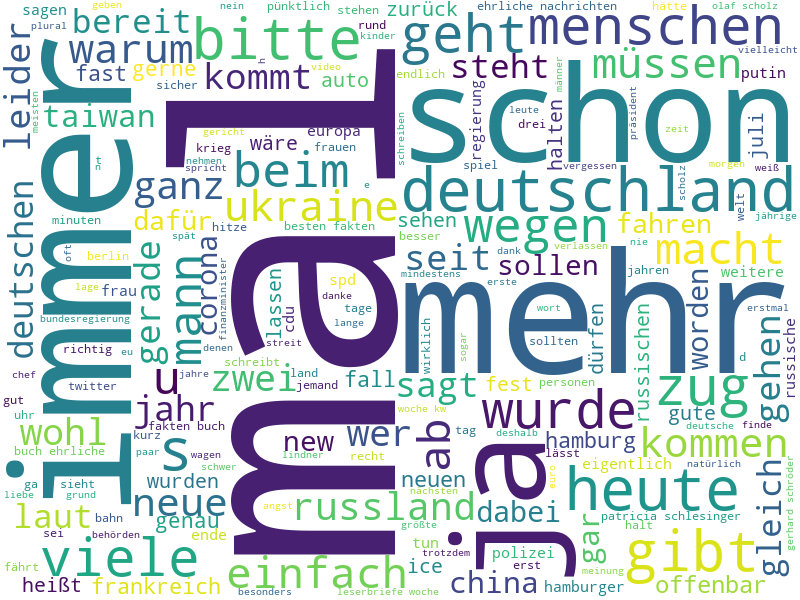 sagen
bereit
nein
pünktlich
stehen
zurück
ehrliche nachrichten
hätte
olaf scholz
plural
geben
warum
bitte
rund
kinder
geht
menschen
vielleicht
leider
fast
gerne
kommt
video
h
auto
endlich
steht
müssen
putin
sicher
meisten
taiwan
immer
mal
schon
gericht
europa
wäre
krieg
frauen
nehmen
spricht
e
schreiben
regierung
leute
drei
männer
halten
präsident
zeit
juli
spiel
vergessen
morgen
weiß
t
n
ganz
beim
deutschland
scholz
welt
jährige
deutschen
minuten
dafür
ukraine
oft
berlin
spät
hitze
besten fakten
sehen
besser
wegen
fahren
nie
macht
gerade
mann
corona
finanzminister
lassen
spd
seit
dank
verlassen
sollen
jahren
weitere
lage
frau
danke
tage
cdu
lange
mindestens
erste
mehr
worden
bundesregierung
denen
streit
wirklich
sogar
wort
sollten
dürfen
erstmal
richtig
eu
schreibt
land
jemand
fall
russischen
d
gehen
russische
chef
twitter
u
jahre
zwei
sagt
fest
personen
zug
gut
uhr
jahr
fakten buch
woche kw
wurde
gute
deutsche
finde
wohl
kurz
s
new
wer
ab
tag
deshalb
hamburg
kommen
buch ehrliche
paar
wagen
schwer
lindner
recht
lässt
natürlich
ga
sieht
neue
wurden
neuen
nächsten
ja
euro
eigentlich
heute
gleich
gerhard schröder
liebe
grund
angst
laut
bahn
genau
russland
dabei
gar
patricia schlesinger
größte
halt
sei
behörden
ende
tun
trotzdem
polizei
erst
meinung
gibt
viele
einfach
ice
fährt
heißt
frankreich
besonders
leserbriefe woche
china
hamburger
offenbar